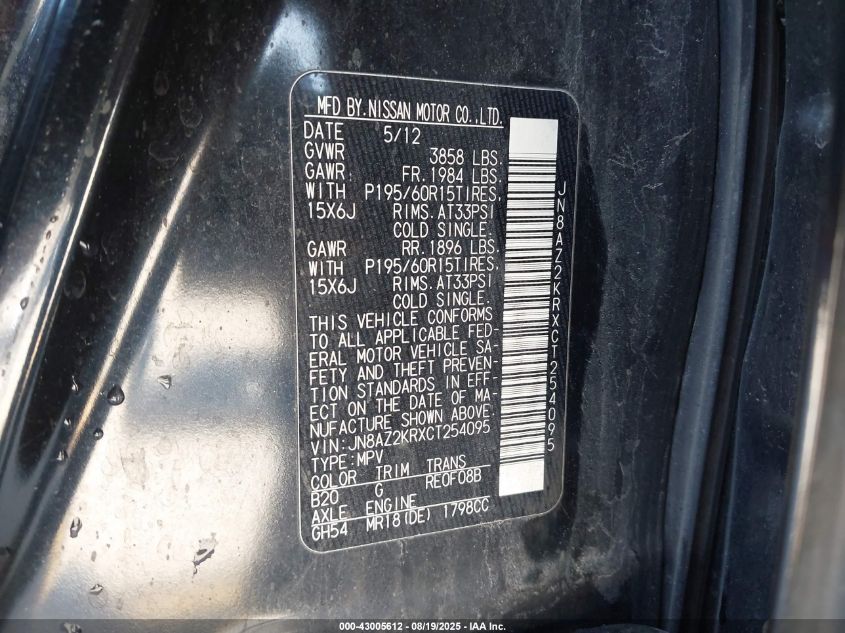 MFD BY.NISSAN MOTOR CO.,LTD.
DATE 5/12
GVWR 3858 LBS.
GAWR: FR. 1984 LBS.
WITH P195/60R15TIRES,
15X6J RIMS. AT33PSI
COLD SINGLE.
GAWR RR. 1896 LBS.
WITH P195/60R15TIRES,
15X6J RIMS. AT33PSI
COLD SINGLE.
THIS VEHICLE CONFORMS
TO ALL APPLICABLE FED-
ERAL MOTOR VEHICLE SA-
FETY AND THEFT PREVEN-
TION STANDARDS IN EFF-
ECT ON THE DATE OF MA-
NUFACTURE SHOWN ABOVE.
VIN:JN8AZ2KRXCT254095
TYPE:MPV
COLOR TRIM TRANS
B20 G RE0F08B
AXLE ENGINE
GH54 MR18(DE) 1798CC
JN8AZ2KRXCT254095
000-43005612 - 08/19/2025 - IAA Inc.